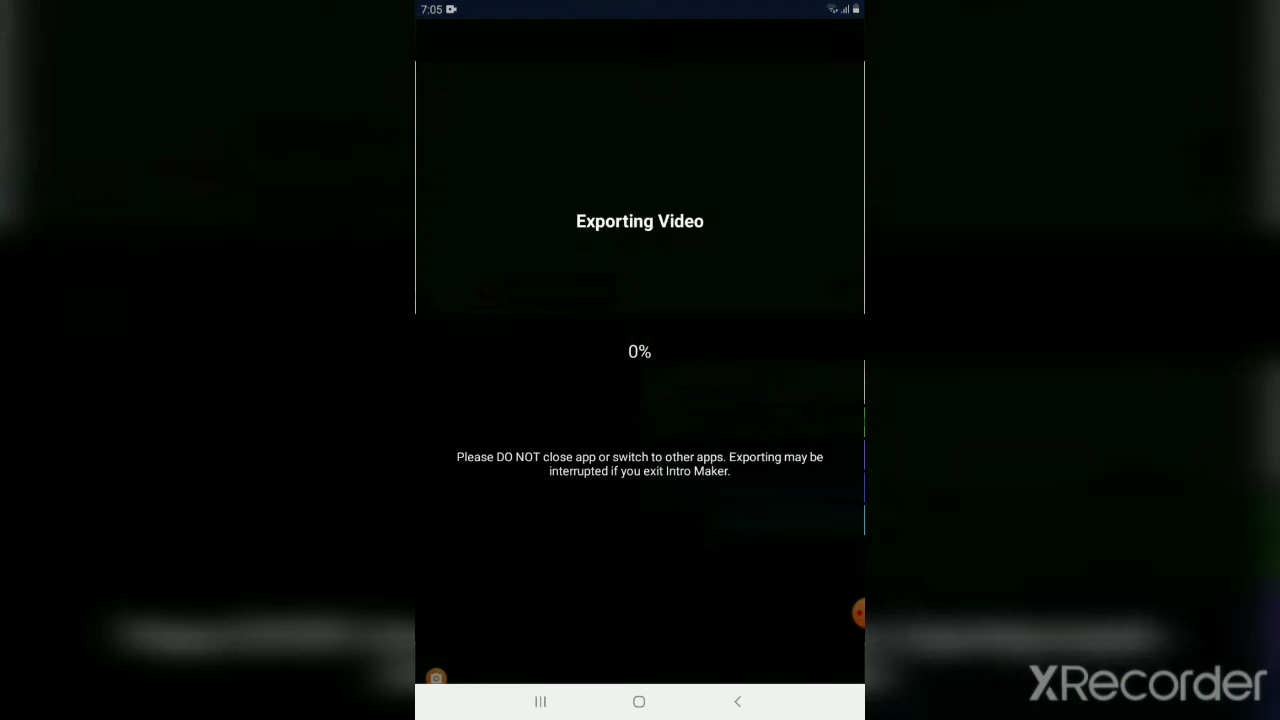 7:05
Exporting Video
0%
Please DO NOT close app or switch to other apps. Exporting may be
interrupted if you exit Intro Maker.
XRecorder